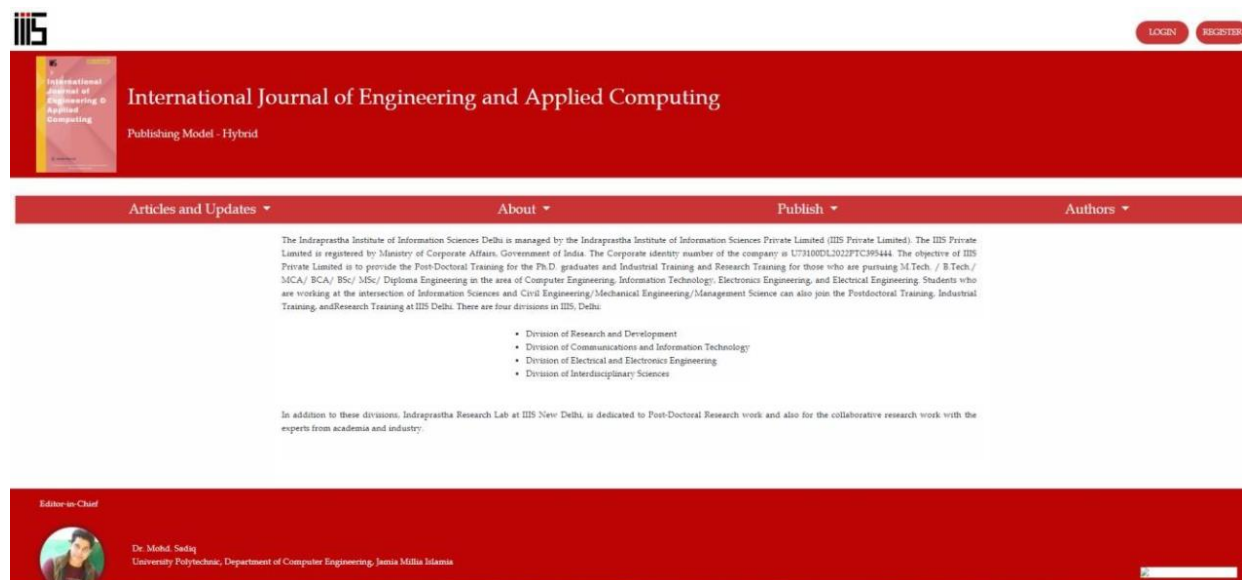 iiiS
LOGIN
REGISTER
International
Journal of
Engineering &
Applied
Computing
International Journal of Engineering and Applied Computing
Publishing Model - Hybrid
Articles and Updates
About
Publish
Authors
The Indraprastha Institute of Information Sciences Delhi is managed by the Indraprastha Institute of Information Sciences Private Limited (IIIS Private Limited). The IIIS Private
Limited is registered by Ministry of Corporate Affairs, Government of India. The Corporate identity number of the company is U73100DL2022PTC395444. The objective of IIIS
Private Limited is to provide the Post-Doctoral Training for the Ph.D. graduates and Industrial Training and Research Training for those who are pursuing M.Tech. / B.Tech./
MCA/ BCA/ BSc/ MSc/ Diploma Engineering in the area of Computer Engineering, Information Technology, Electronics Engineering, and Electrical Engineering. Students who
are working at the intersection of Information Sciences and Civil Engineering/Mechanical Engineering/Management Science can also join the Postdoctoral Training, Industrial
Training, andResearch Training at IIIS Delhi. There are four divisions in IIIS, Delhi:
• Division of Research and Development
• Division of Communications and Information Technology
• Division of Electrical and Electronics Engineering
• Division of Interdisciplinary Sciences
In addition to these divisions, Indraprastha Research Lab at IIIS New Delhi, is dedicated to Post-Doctoral Research work and also for the collaborative research work with the
experts from academia and industry.
Editor-in-Chief
Dr. Mohd. Sadiq
University Polytechnic, Department of Computer Engineering, Jamia Millia Islamia